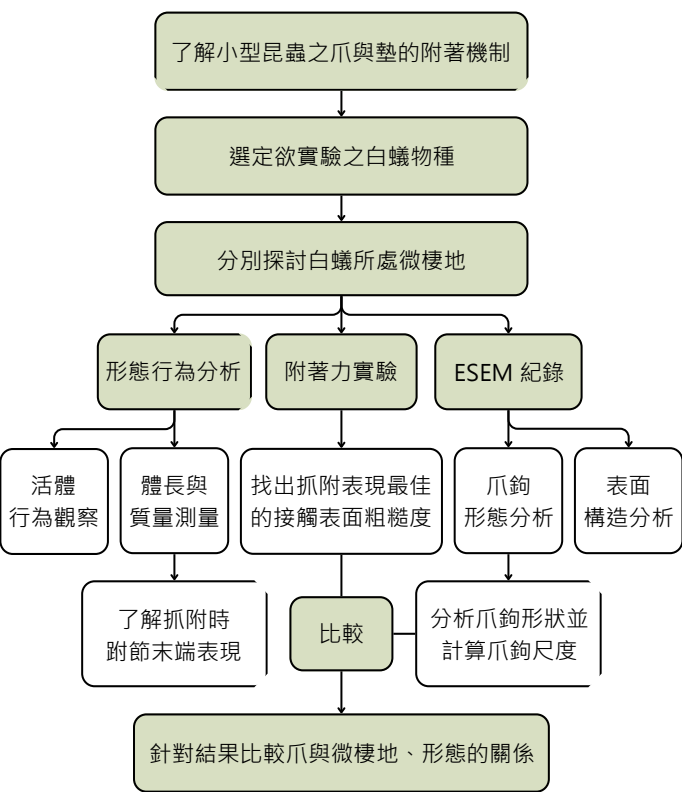 了解小型昆蟲之爪與墊的附著機制
選定欲實驗之白蟻物種
分別探討白蟻所處微棲地
形態行為分析
附著力實驗
ESEM 紀錄
活體
行為觀察
體長與
質量測量
找出抓附表現最佳
的接觸表面粗糙度
爪鉤
形態分析
表面
構造分析
了解抓附時
跗節末端表現
比較
分析爪鉤形狀並
計算爪鉤尺度
針對結果比較爪與微棲地、形態的關係